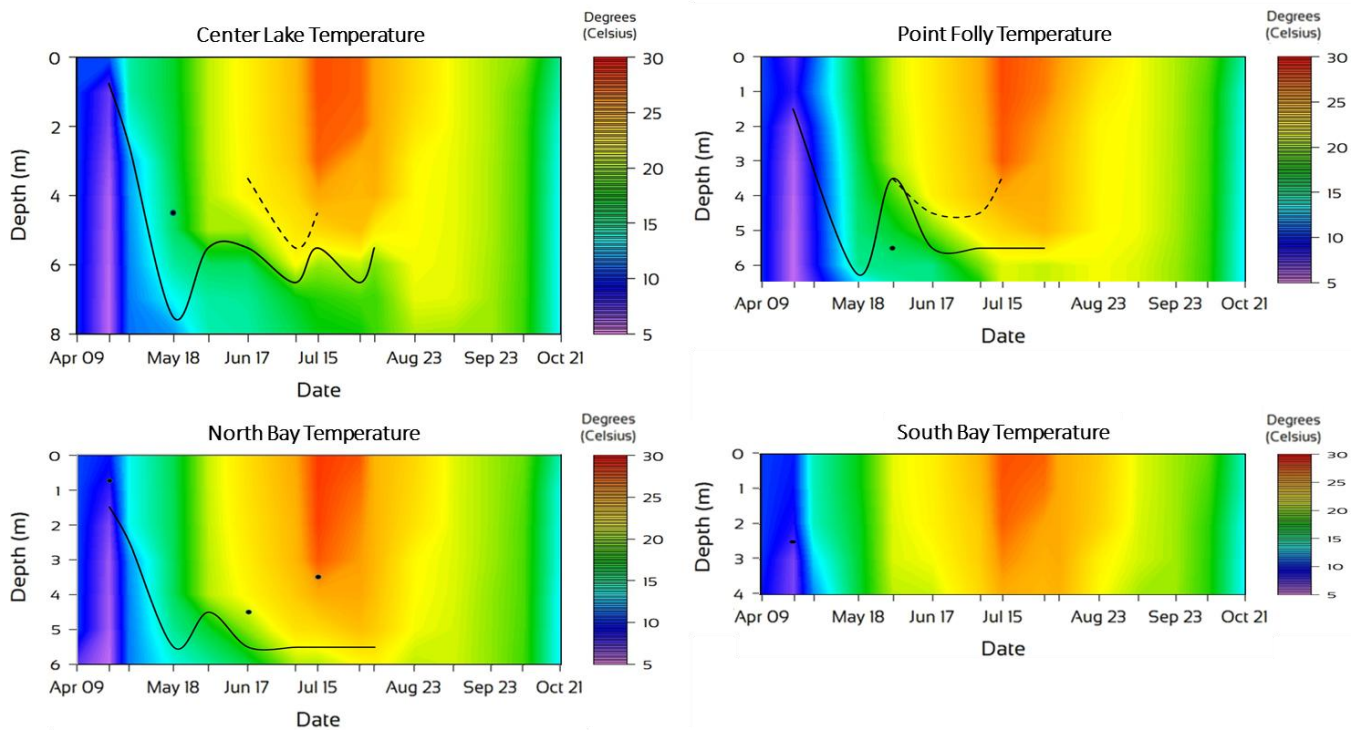 Center Lake Temperature
Degrees
(Celsius)
0
2
4
6
8
Depth (m)
Apr 09 May 18 Jun 17 Jul 15 Aug 23 Sep 23 Oct 21
Date
30
25
20
15
10
5
Point Folly Temperature
Degrees
(Celsius)
0
1
2
3
4
5
6
Depth (m)
Apr 09 May 18 Jun 17 Jul 15 Aug 23 Sep 23 Oct 21
Date
30
25
20
15
10
5
North Bay Temperature
Degrees
(Celsius)
0
1
2
3
4
5
6
Depth (m)
Apr 09 May 18 Jun 17 Jul 15 Aug 23 Sep 23 Oct 21
Date
30
25
20
15
10
5
South Bay Temperature
Degrees
(Celsius)
0
1
2
3
4
Depth (m)
Apr 09 May 18 Jun 17 Jul 15 Aug 23 Sep 23 Oct 21
Date
30
25
20
15
10
5